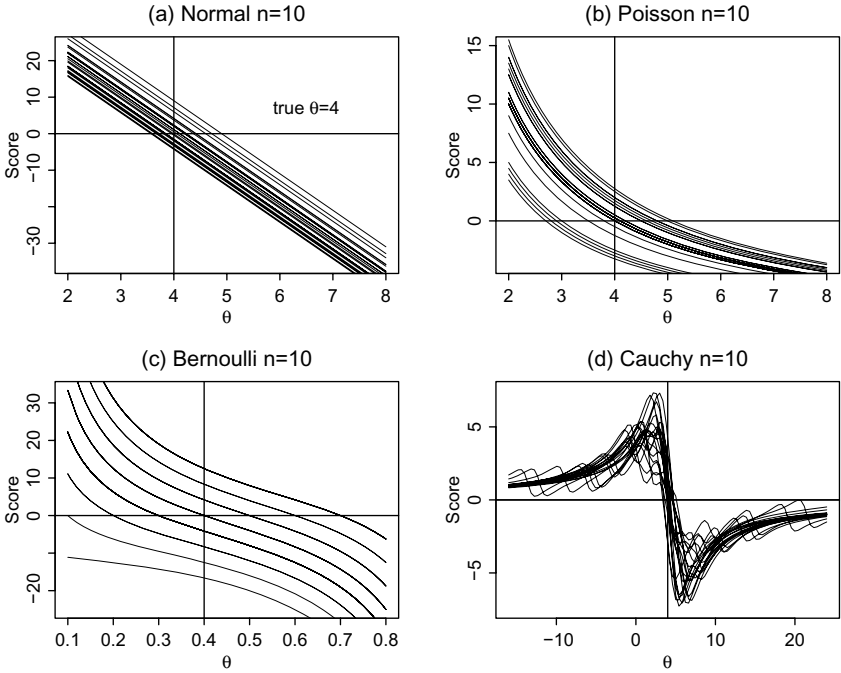 (a) Normal n=10
Score
20
10
0
−10
−30
true θ=4
2 3 4 5 6 7 8
θ
(b) Poisson n=10
Score
15
10
5
0
2 3 4 5 6 7 8
θ
(c) Bernoulli n=10
Score
30
20
10
0
−20
0.1 0.2 0.3 0.4 0.5 0.6 0.7 0.8
θ
(d) Cauchy n=10
Score
5
0
−5
−10 0 10 20
θ